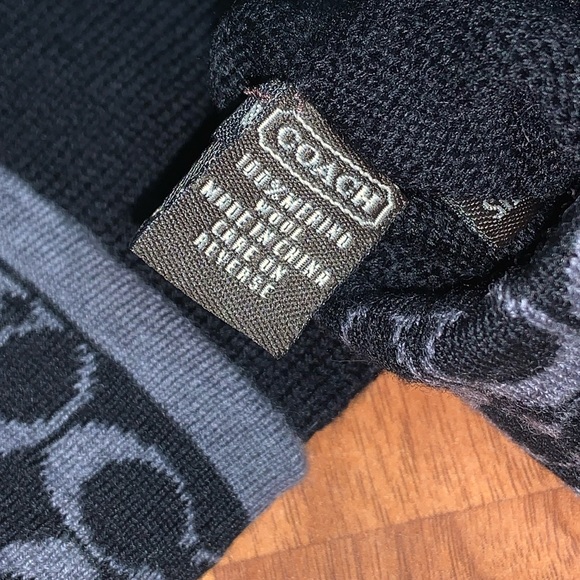 COACH
100% MERINO
WOOL
MADE IN CHINA
CARE ON
REVERSE